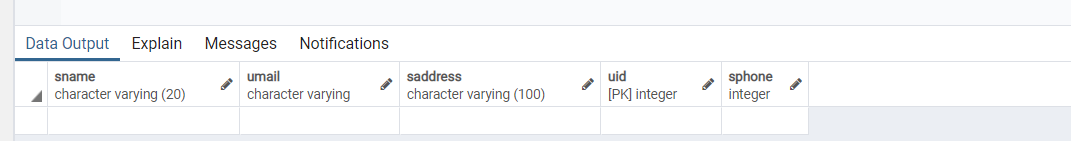 Data Output Explain Messages Notifications
sname umail saddress uid sphone
character varying (20) character varying character varying (100) [PK] integer integer